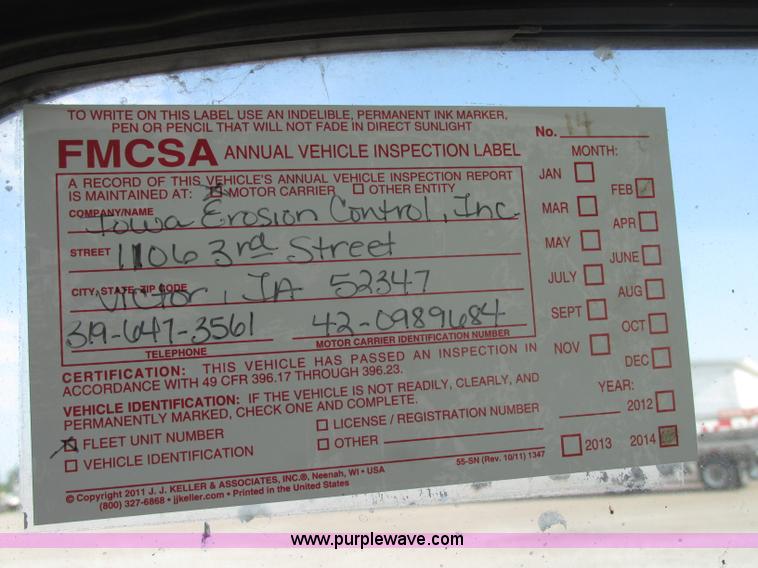 TO WRITE ON THIS LABEL USE AN INDELIBLE, PERMANENT INK MARKER,
PEN OR PENCIL THAT WILL NOT FADE IN DIRECT SUNLIGHT
No. 14
FMCSA ANNUAL VEHICLE INSPECTION LABEL
A RECORD OF THIS VEHICLE'S ANNUAL VEHICLE INSPECTION REPORT
IS MAINTAINED AT: MOTOR CARRIER OTHER ENTITY
COMPANY/NAME Iowa Erosion Control, Inc.
STREET 1106 3rd Street
CITY, STATE, ZIP CODE Victor, IA 52347
319-647-3561 42-0989684
TELEPHONE MOTOR CARRIER IDENTIFICATION NUMBER
CERTIFICATION: THIS VEHICLE HAS PASSED AN INSPECTION IN
ACCORDANCE WITH 49 CFR 396.17 THROUGH 396.23.
VEHICLE IDENTIFICATION: IF THE VEHICLE IS NOT READILY, CLEARLY, AND
PERMANENTLY MARKED, CHECK ONE AND COMPLETE.
FLEET UNIT NUMBER LICENSE / REGISTRATION NUMBER
VEHICLE IDENTIFICATION OTHER
MONTH:
JAN FEB
MAR APR
MAY JUNE
JULY AUG
SEPT OCT
NOV DEC
YEAR:
2012
2013 2014
© Copyright 2011 J. J. KELLER & ASSOCIATES, INC.®, Neenah, WI • USA
(800) 327-6868 • jjkeller.com • Printed in the United States
55-SN (Rev. 10/11) 1347
www.purplewave.com